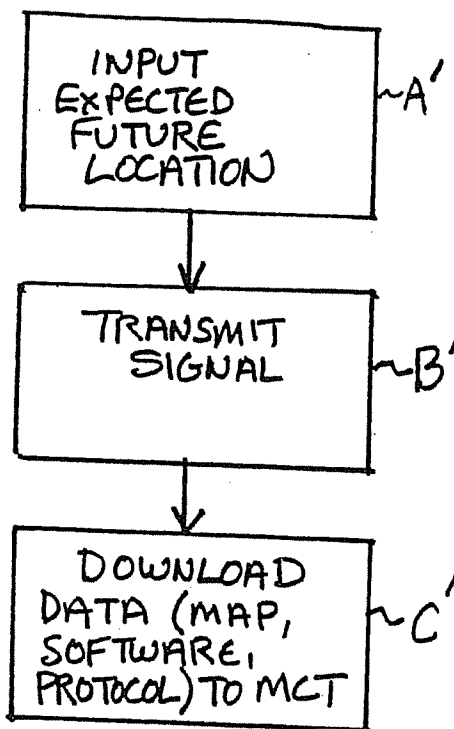 INPUT
EXPECTED
FUTURE
LOCATION
~A'
TRANSMIT
SIGNAL
~B'
DOWNLOAD
DATA (MAP,
SOFTWARE,
PROTOCOL) TO MCT
~C'